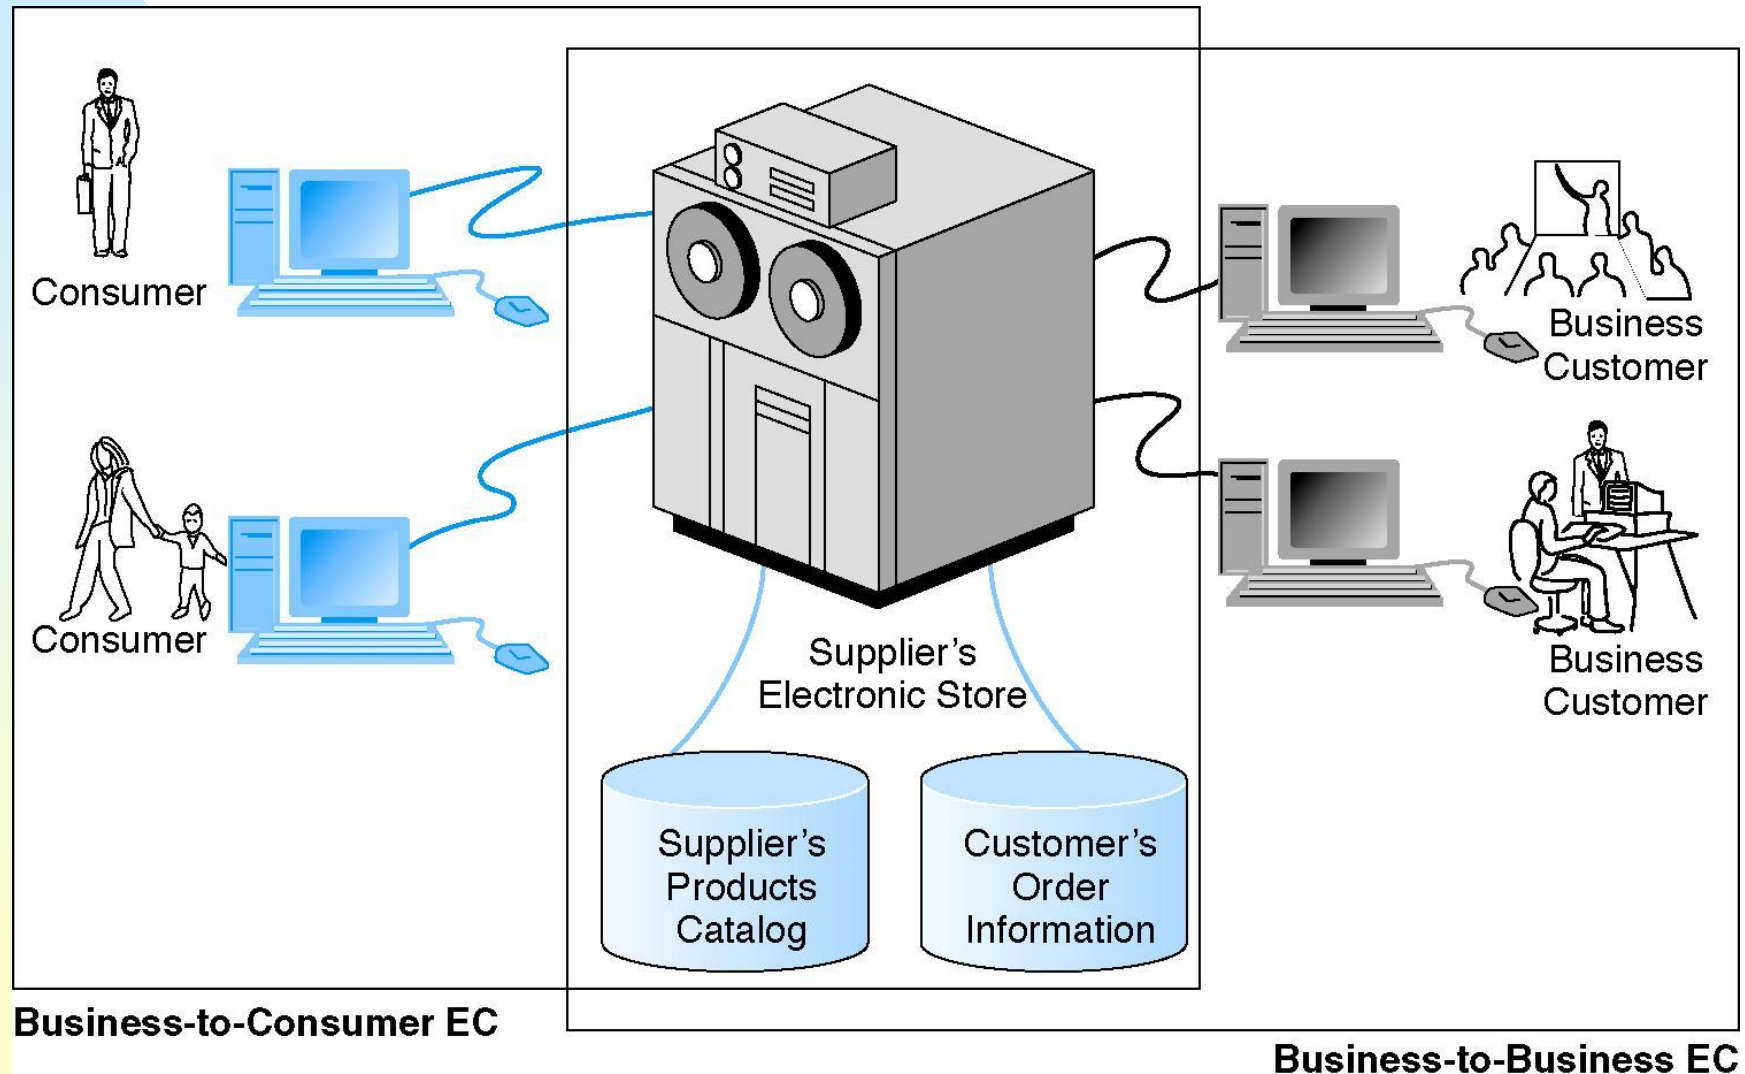 Consumer
Business
Customer
Consumer
Supplier's
Electronic Store
Business
Customer
Supplier's
Products
Catalog
Customer's
Order
Information
Business-to-Consumer EC
Business-to-Business EC